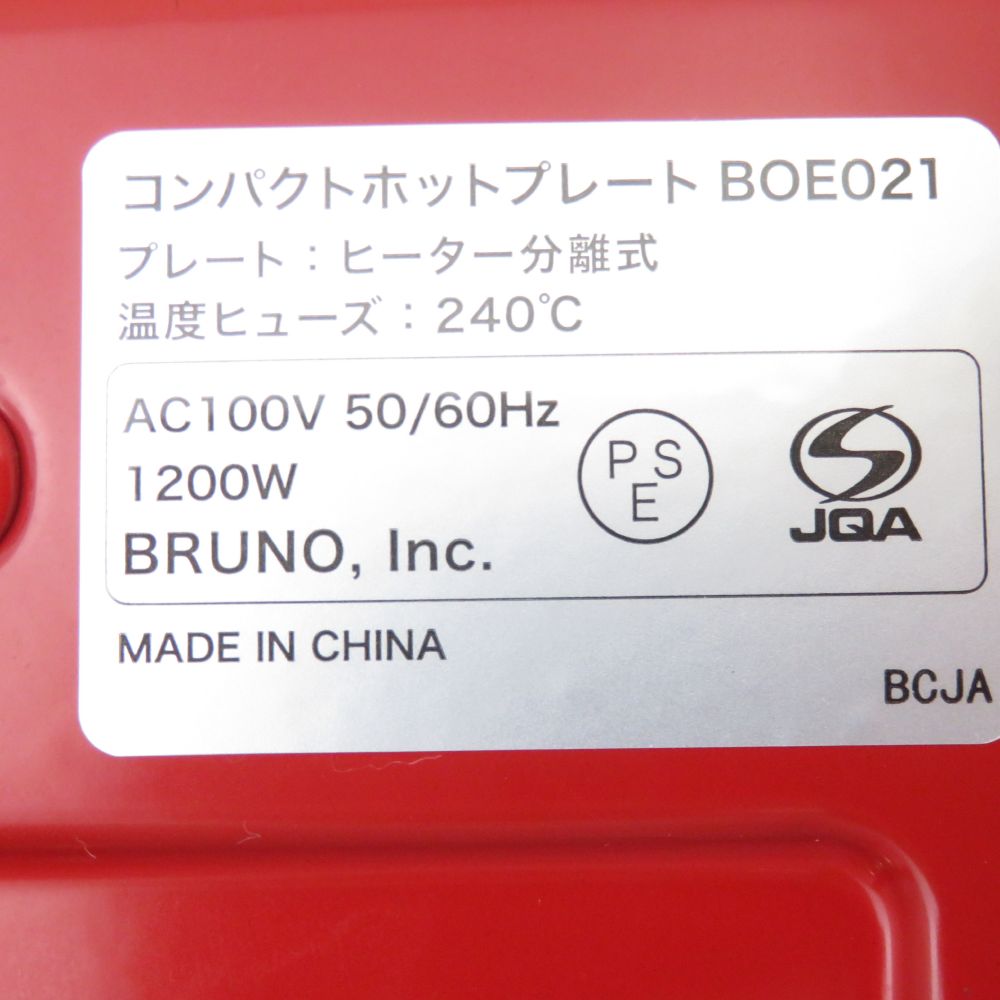 コンパクトホットプレート BOE021
プレート：ヒーター分離式
温度ヒューズ：240℃
AC100V 50/60Hz
1200W
BRUNO, Inc.
PSE
JQA
MADE IN CHINA
BCJA